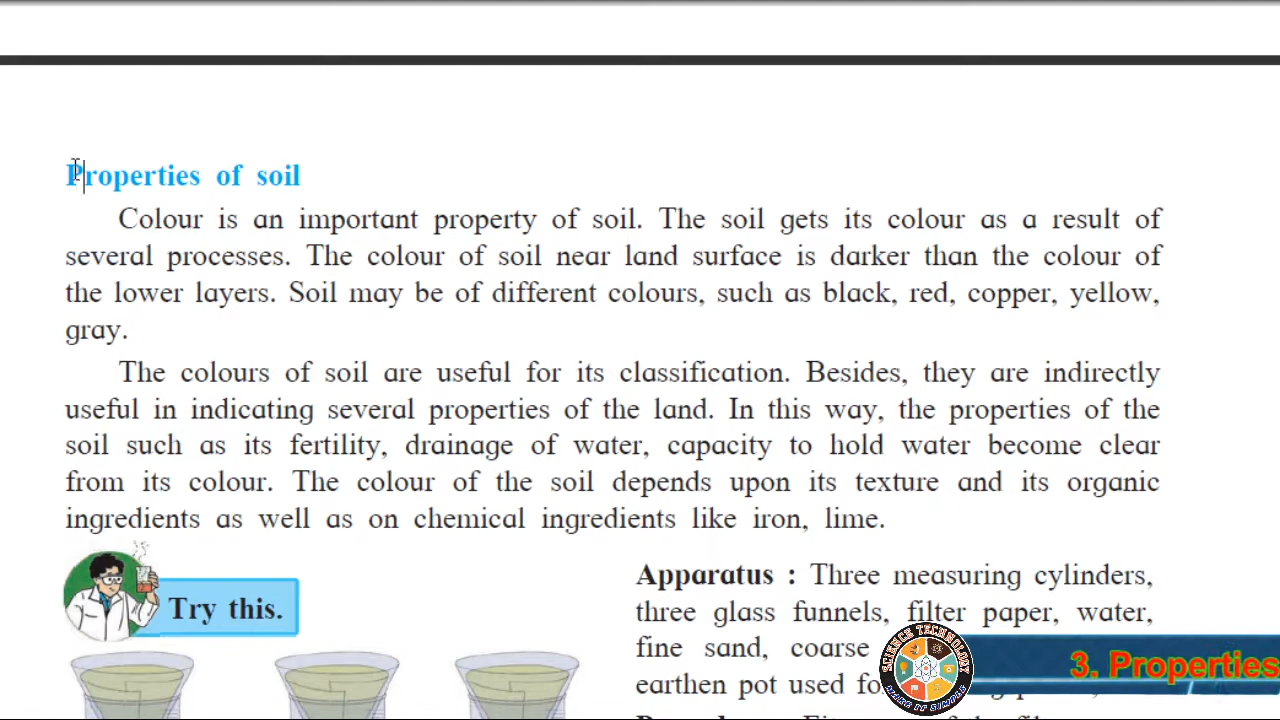 Properties of soil
Colour is an important property of soil. The soil gets its colour as a result of
several processes. The colour of soil near land surface is darker than the colour of
the lower layers. Soil may be of different colours, such as black, red, copper, yellow,
gray.
The colours of soil are useful for its classification. Besides, they are indirectly
useful in indicating several properties of the land. In this way, the properties of the
soil such as its fertility, drainage of water, capacity to hold water become clear
from its colour. The colour of the soil depends upon its texture and its organic
ingredients as well as on chemical ingredients like iron, lime.
Try this.
Apparatus : Three measuring cylinders,
three glass funnels, filter paper, water,
fine sand, coarse
earthen pot used
SCIENCE TECHNOLOGY
MAKE IT SIMPLE
3. Properties